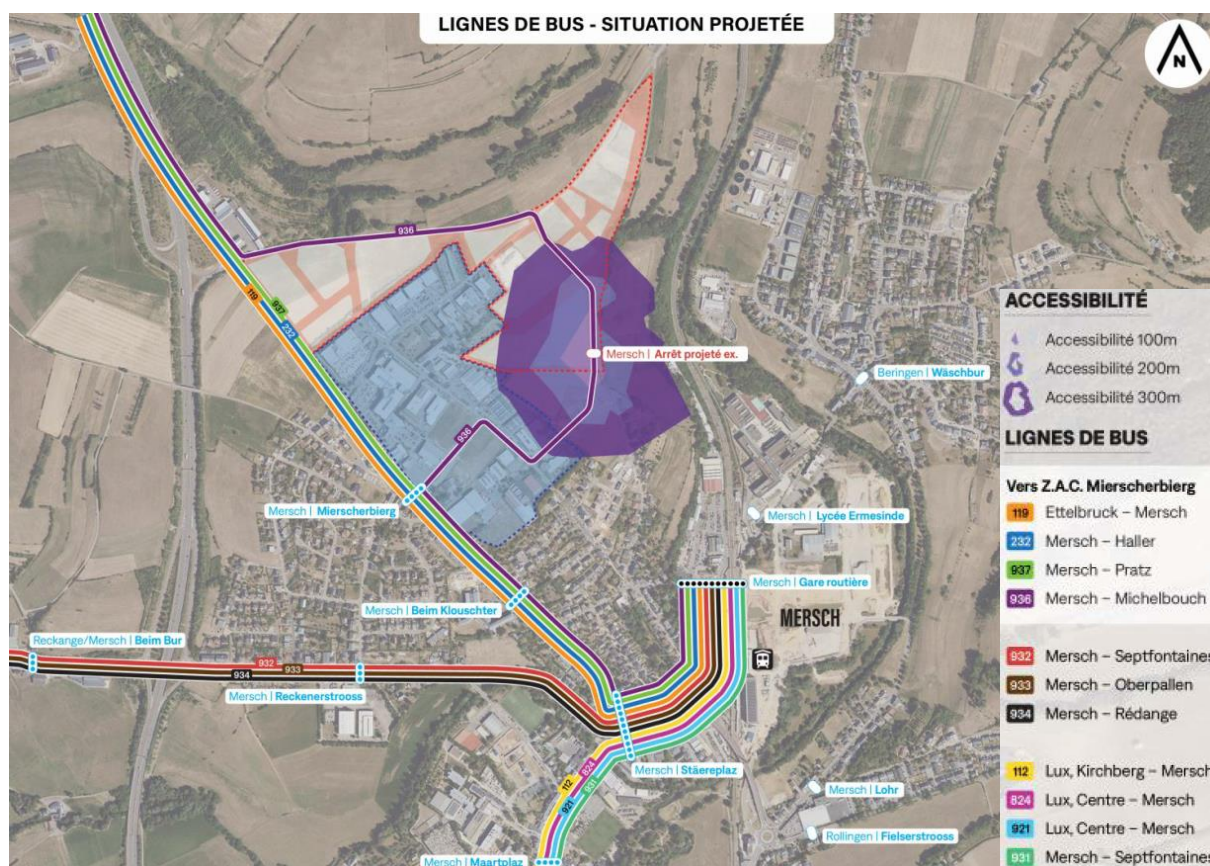 LIGNES DE BUS - SITUATION PROJETÉE
N
936
119
937
232
Mersch | Arrêt projeté ex.
Beringen | Wäschbur
936
Mersch | Mierscherbierg
Mersch | Lycée Ermesinde
Mersch | Gare routière
Mersch | Beim Klouschter
MERSCH
Reckange/Mersch | Beim Bur
932
933
934
Mersch | Reckenerstrooss
Mersch | Stäereplaz
824
112
931
921
Mersch | Lohr
Rollingen | Fielserstrooss
Mersch | Maartplaz
ACCESSIBILITÉ
Accessibilité 100m
Accessibilité 200m
Accessibilité 300m
LIGNES DE BUS
Vers Z.A.C. Mierscherbierg
119 Ettelbruck – Mersch
232 Mersch – Haller
937 Mersch – Pratz
936 Mersch – Michelbouch
932 Mersch – Septfontaines
933 Mersch – Oberpallen
934 Mersch – Rédange
112 Lux, Kirchberg – Mersch
824 Lux, Centre – Mersch
921 Lux, Centre – Mersch
931 Mersch – Septfontaines